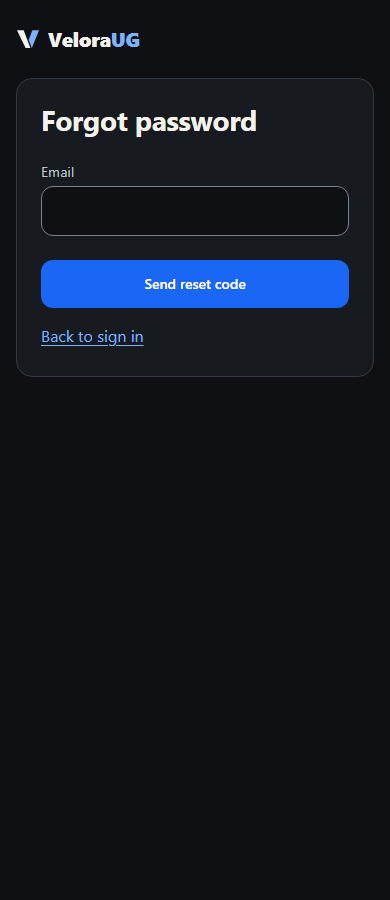 VeloraUG
Forgot password
Email
Send reset code
Back to sign in